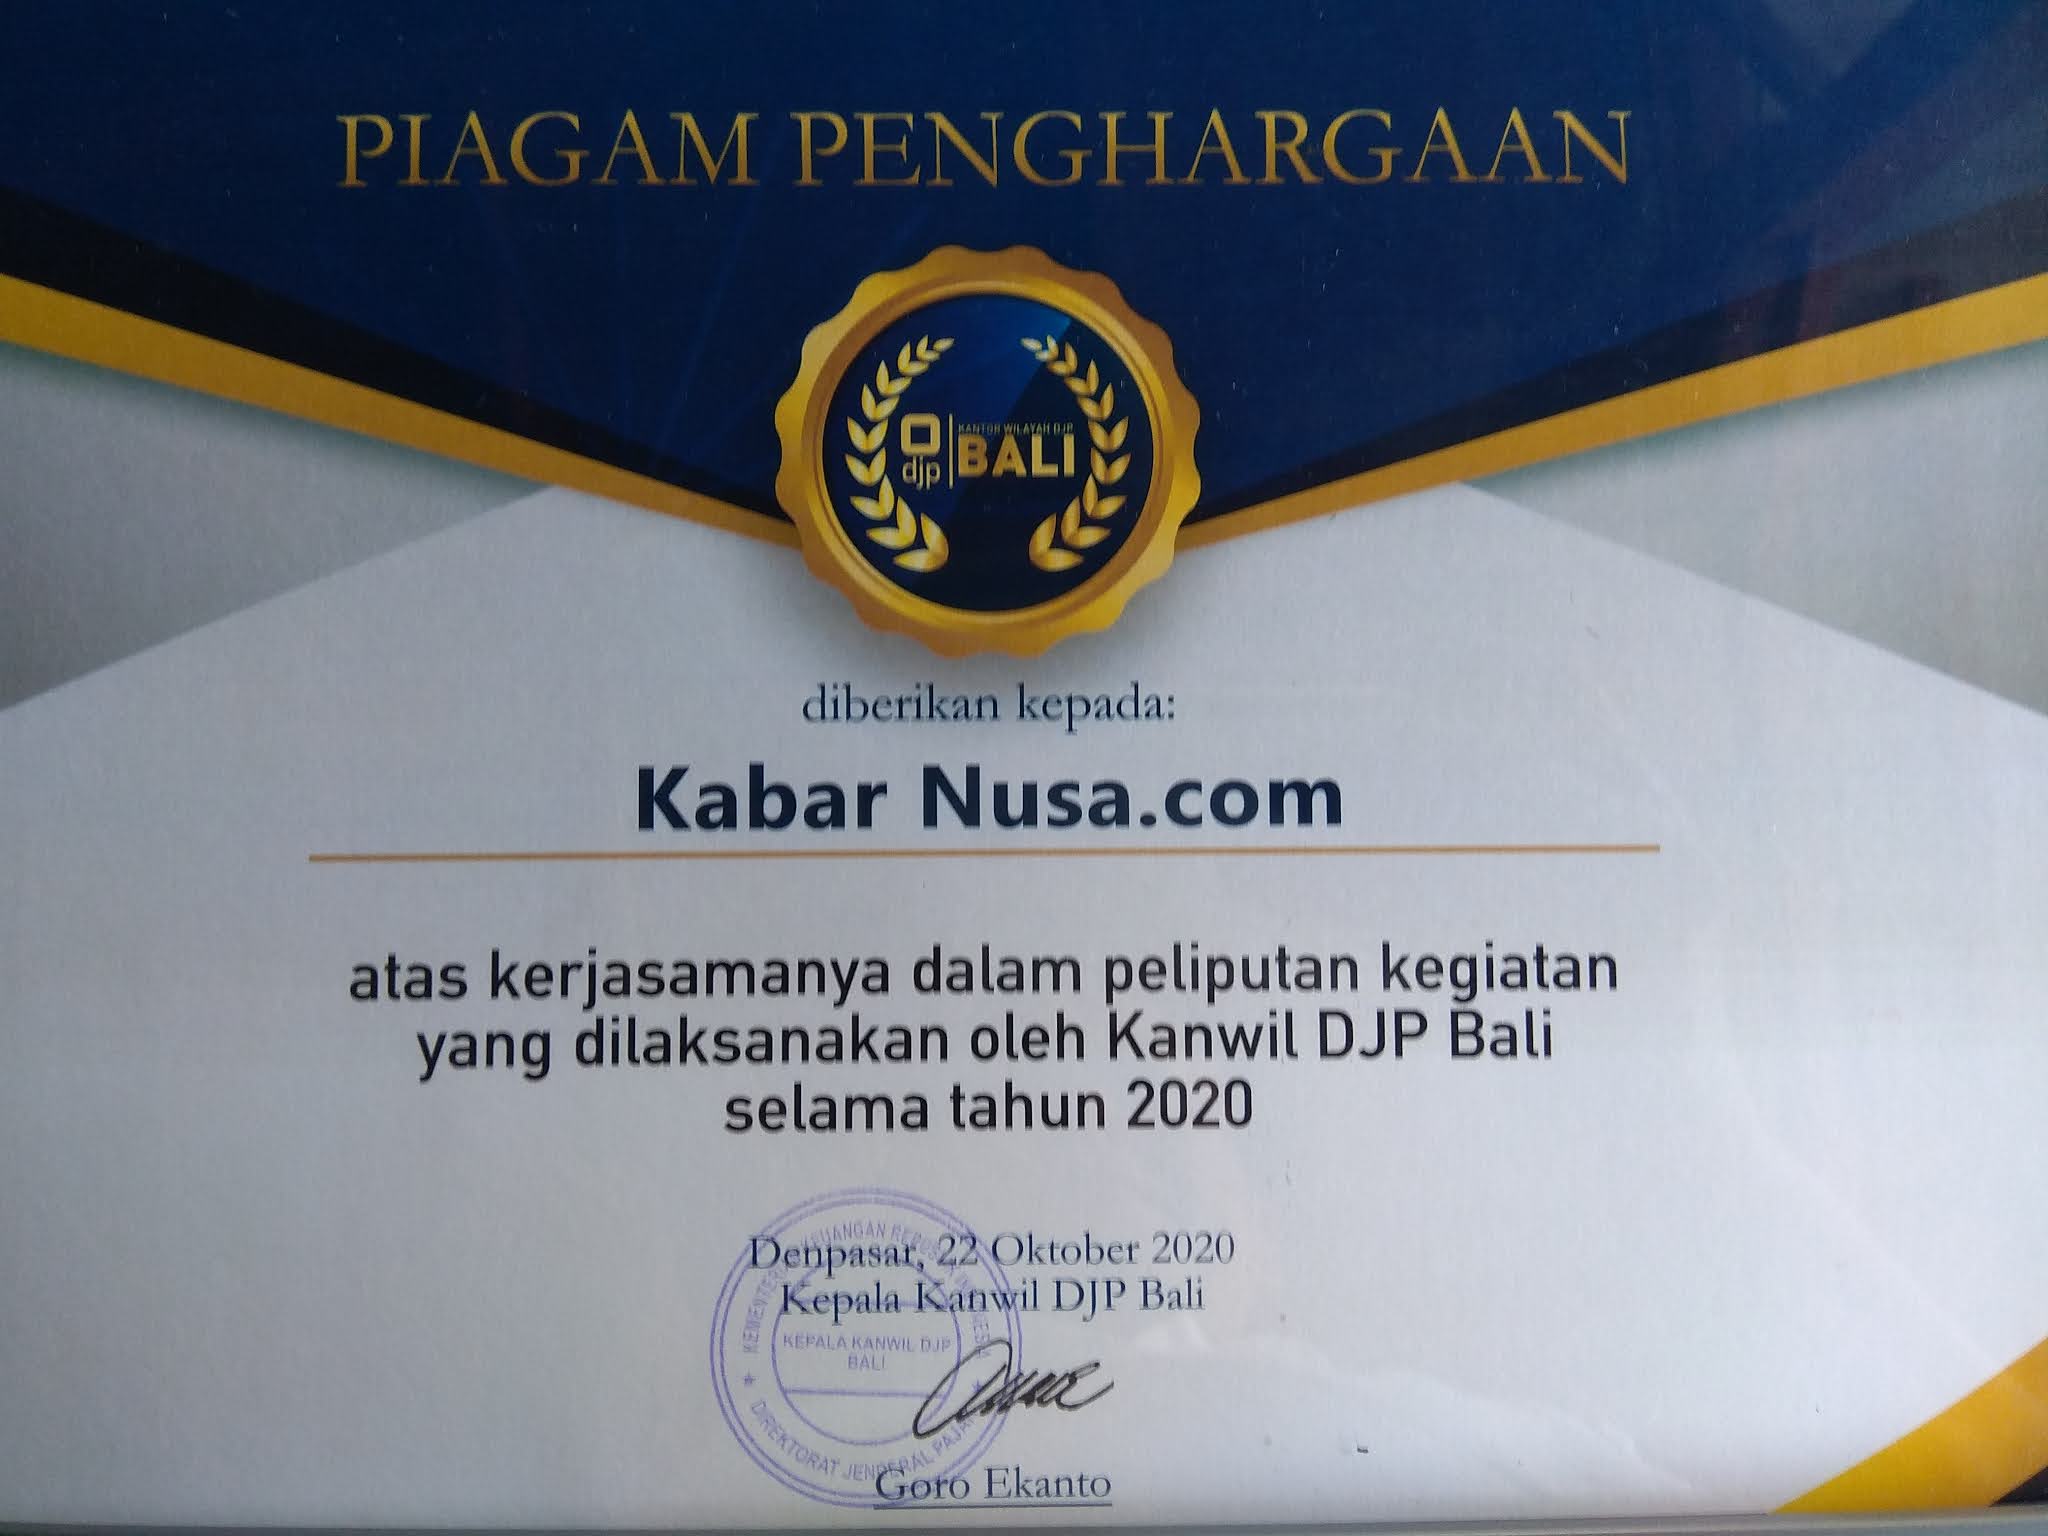 PIAGAM PENGHARGAAN
KANTOR WILAYAH DJP
djp BALI
diberikan kepada:
Kabar Nusa.com
atas kerjasamanya dalam peliputan kegiatan
yang dilaksanakan oleh Kanwil DJP Bali
selama tahun 2020
Denpasar, 22 Oktober 2020
Kepala Kanwil DJP Bali
KEUANGAN
KEPALA KANWIL DJP
BALI
DIREKTORAT JENDERAL PAJAK
Goro Ekanto